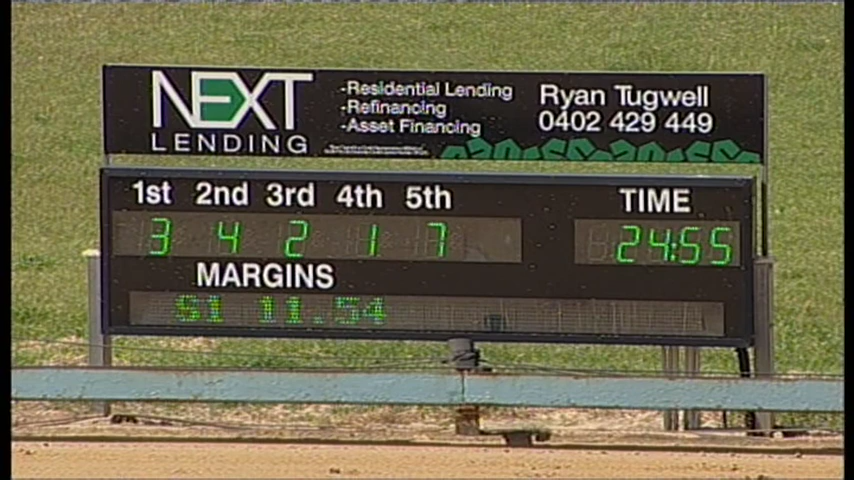 NEXT
LENDING
-Residential Lending
-Refinancing
-Asset Financing
Ryan Tugwell
0402 429 449
1st 2nd 3rd 4th 5th
3 4 2 1 7
TIME
24:55
MARGINS
S1 11.54